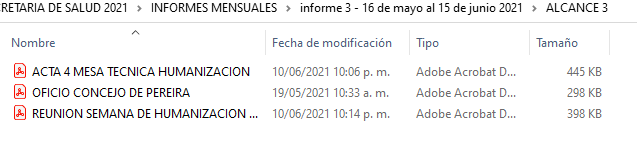 CRETARIA DE SALUD 2021 > INFORMES MENSUALES > informe 3 - 16 de mayo al 15 de junio 2021 > ALCANCE 3
Nombre Fecha de modificación Tipo Tamaño
ACTA 4 MESA TECNICA HUMANIZACION 10/06/2021 10:06 p. m. Adobe Acrobat D... 445 KB
OFICIO CONCEJO DE PEREIRA 19/05/2021 10:33 a. m. Adobe Acrobat D... 298 KB
REUNION SEMANA DE HUMANIZACION ... 10/06/2021 10:14 p. m. Adobe Acrobat D... 398 KB